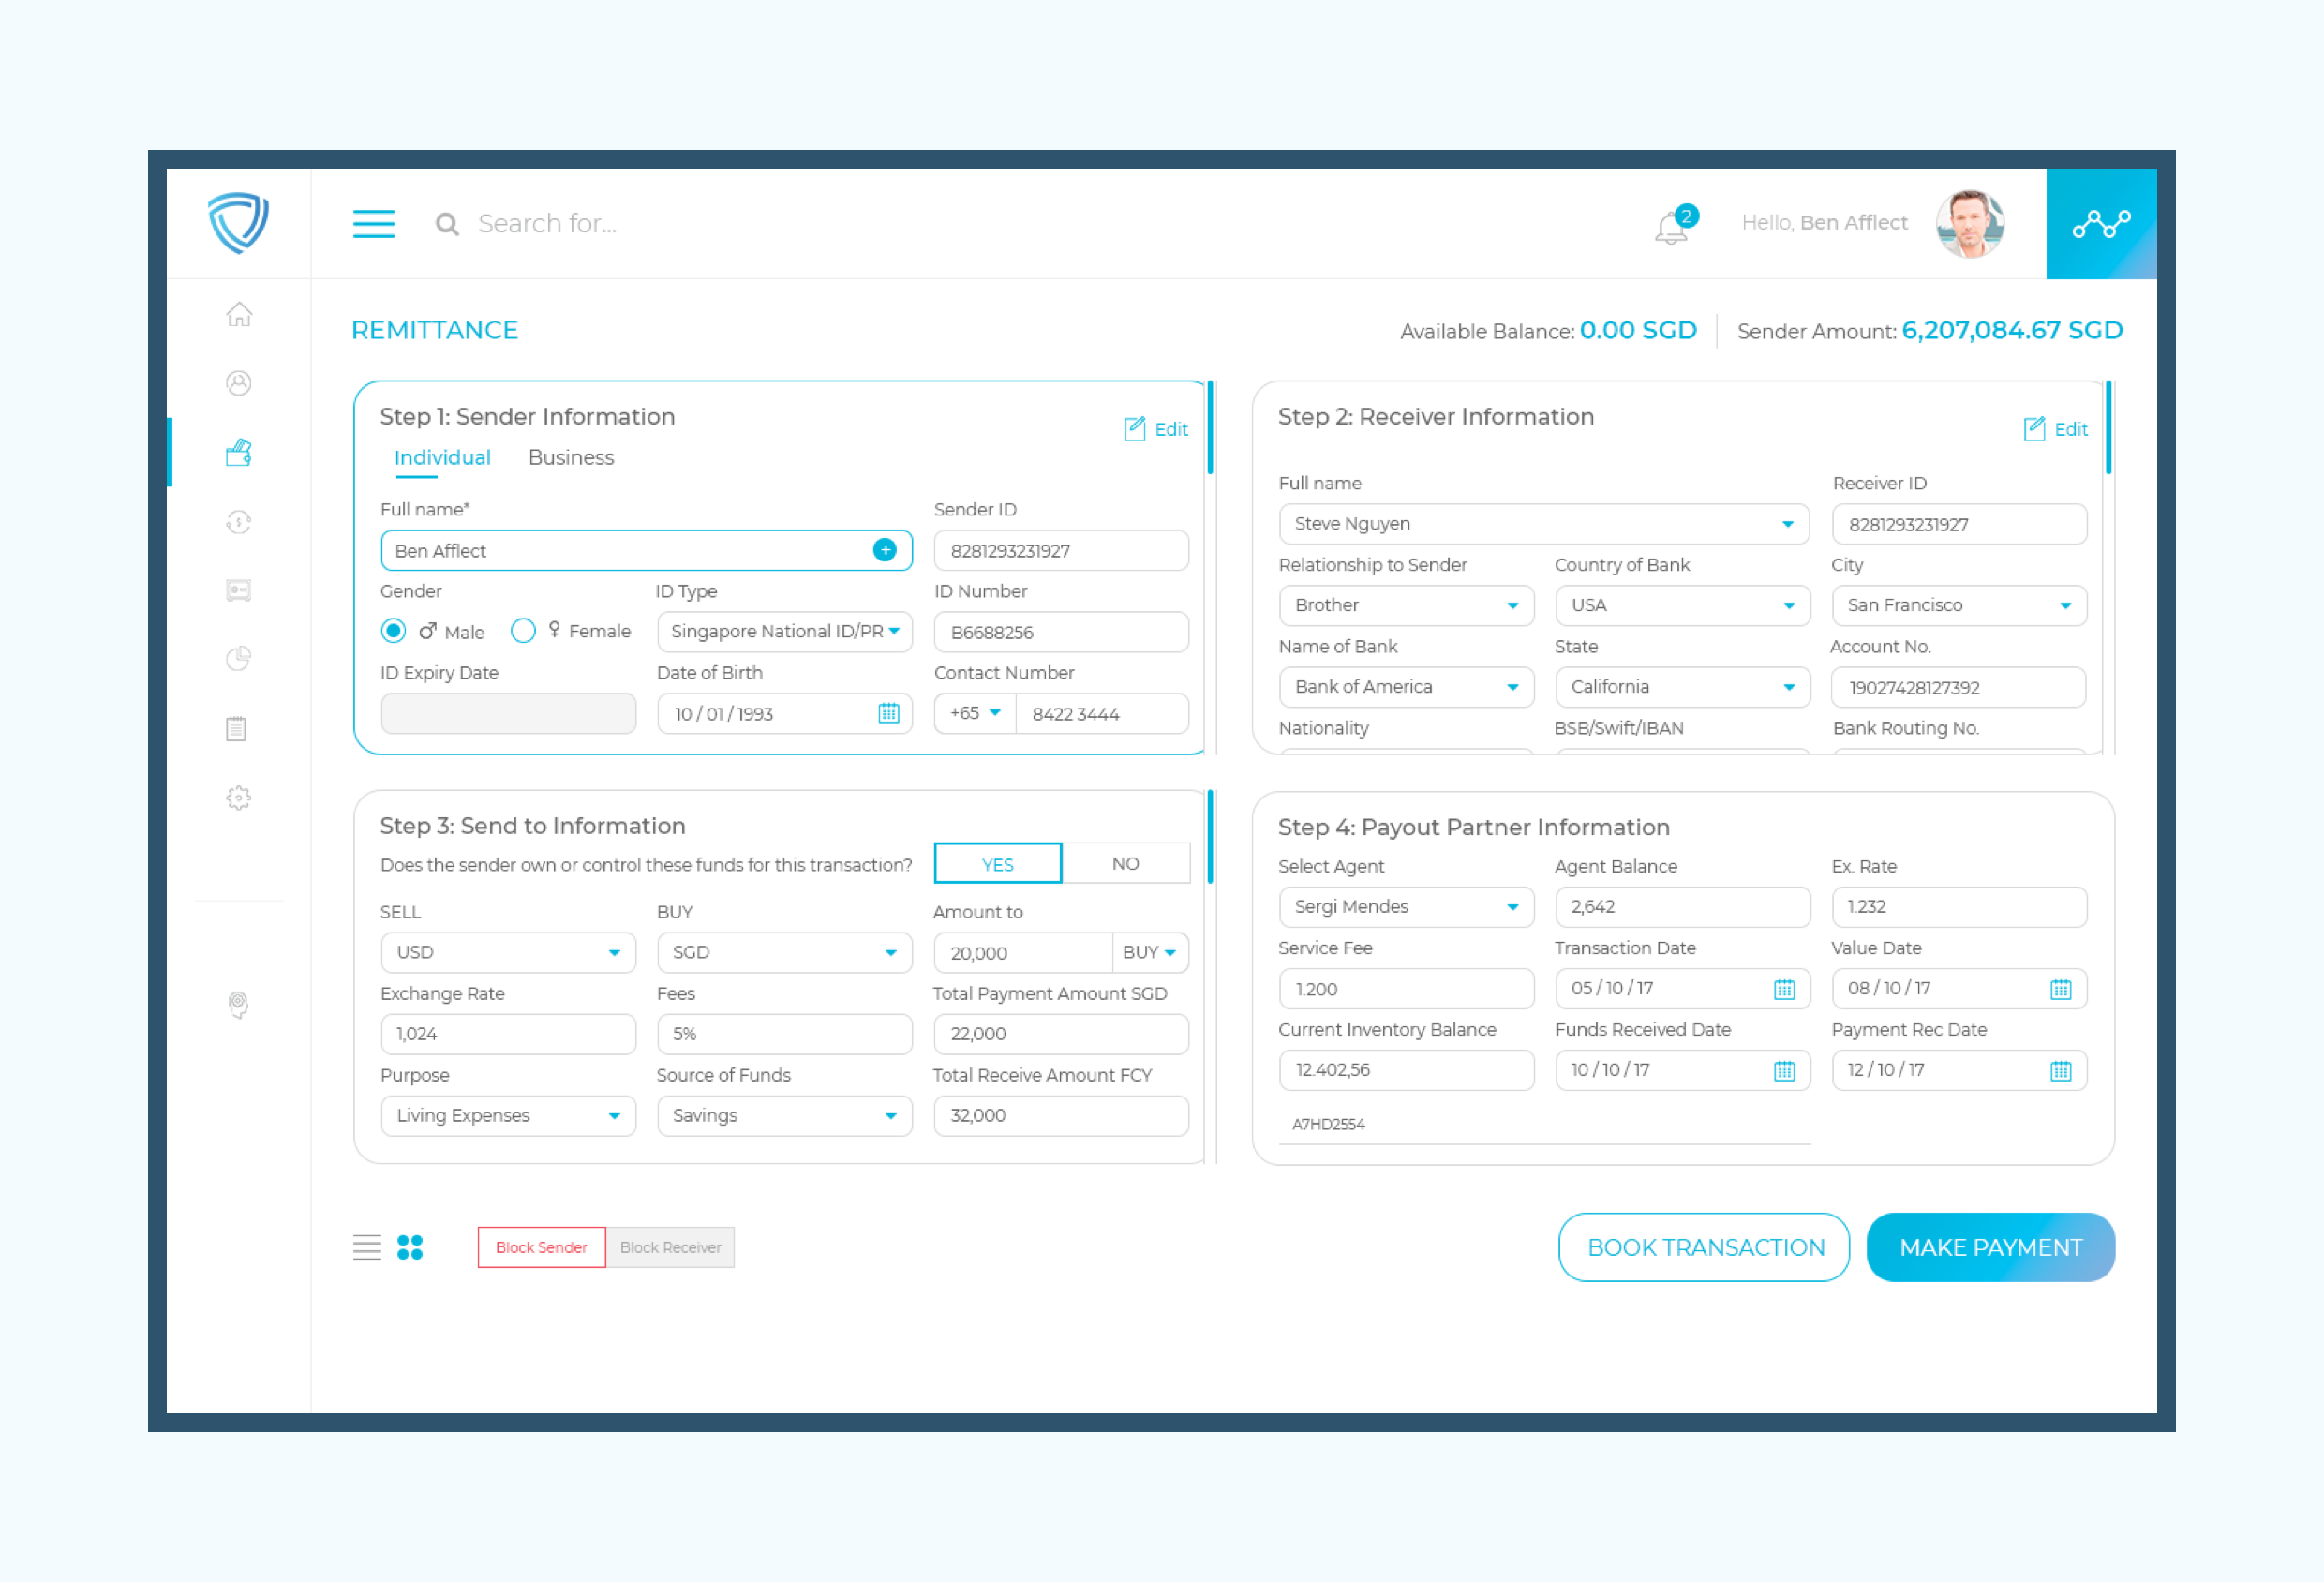 Search for...
2
Hello, Ben Afflect
REMITTANCE
Available Balance: 0.00 SGD
Sender Amount: 6,207,084.67 SGD
Step 1: Sender Information
Edit
Individual Business
Full name* Sender ID
Ben Afflect + 8281293231927
Gender ID Type ID Number
Male Female Singapore National ID/PR B6688256
ID Expiry Date Date of Birth Contact Number
10 / 01 / 1993 +65 8422 3444
Step 2: Receiver Information
Edit
Full name Receiver ID
Steve Nguyen 8281293231927
Relationship to Sender Country of Bank City
Brother USA San Francisco
Name of Bank State Account No.
Bank of America California 19027428127392
Nationality BSB/Swift/IBAN Bank Routing No.
Step 3: Send to Information
Does the sender own or control these funds for this transaction? YES NO
SELL BUY Amount to
USD SGD 20,000 BUY
Exchange Rate Fees Total Payment Amount SGD
1,024 5% 22,000
Purpose Source of Funds Total Receive Amount FCY
Living Expenses Savings 32,000
Step 4: Payout Partner Information
Select Agent Agent Balance Ex. Rate
Sergi Mendes 2,642 1.232
Service Fee Transaction Date Value Date
1.200 05 / 10 / 17 08 / 10 / 17
Current Inventory Balance Funds Received Date Payment Rec Date
12.402,56 10 / 10 / 17 12 / 10 / 17
A7HD2554
Block Sender Block Receiver
BOOK TRANSACTION MAKE PAYMENT